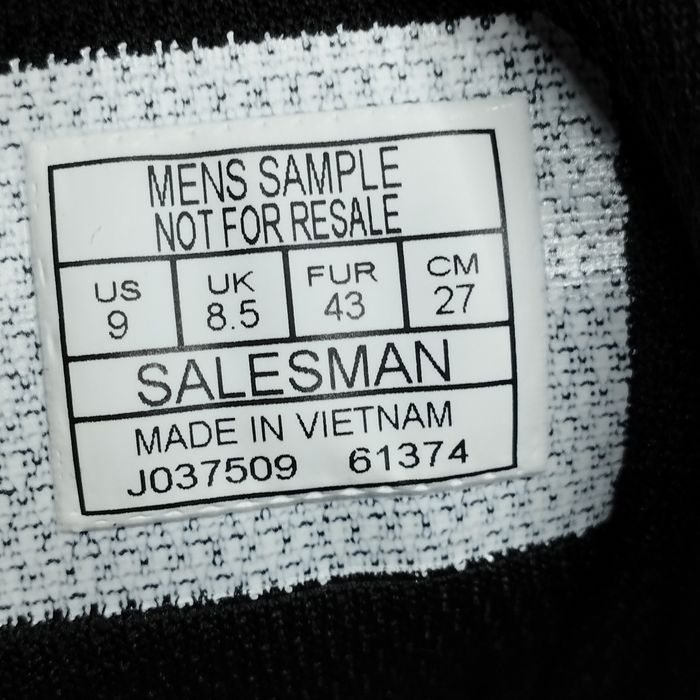 MENS SAMPLE
NOT FOR RESALE
US UK FUR CM
9 8.5 43 27
SALESMAN
MADE IN VIETNAM
J037509 61374